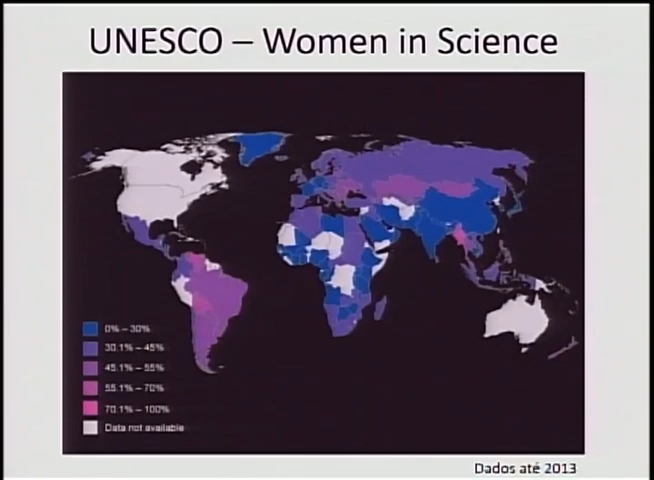 UNESCO – Women in Science
0% – 30%
30.1% – 45%
45.1% – 55%
55.1% – 70%
70.1% – 100%
Data not available
Dados até 2013